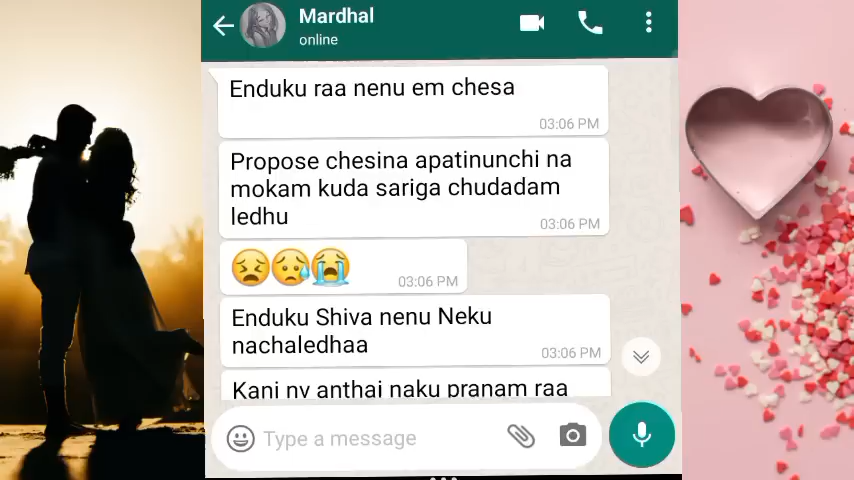 Mardhal
online
Enduku raa nenu em chesa
03:06 PM
Propose chesina apatinunchi na
mokam kuda sariga chudadam
ledhu
03:06 PM
03:06 PM
Enduku Shiva nenu Neku
nachaledhaa
03:06 PM
Kani nv anthai naku pranam raa
Type a message